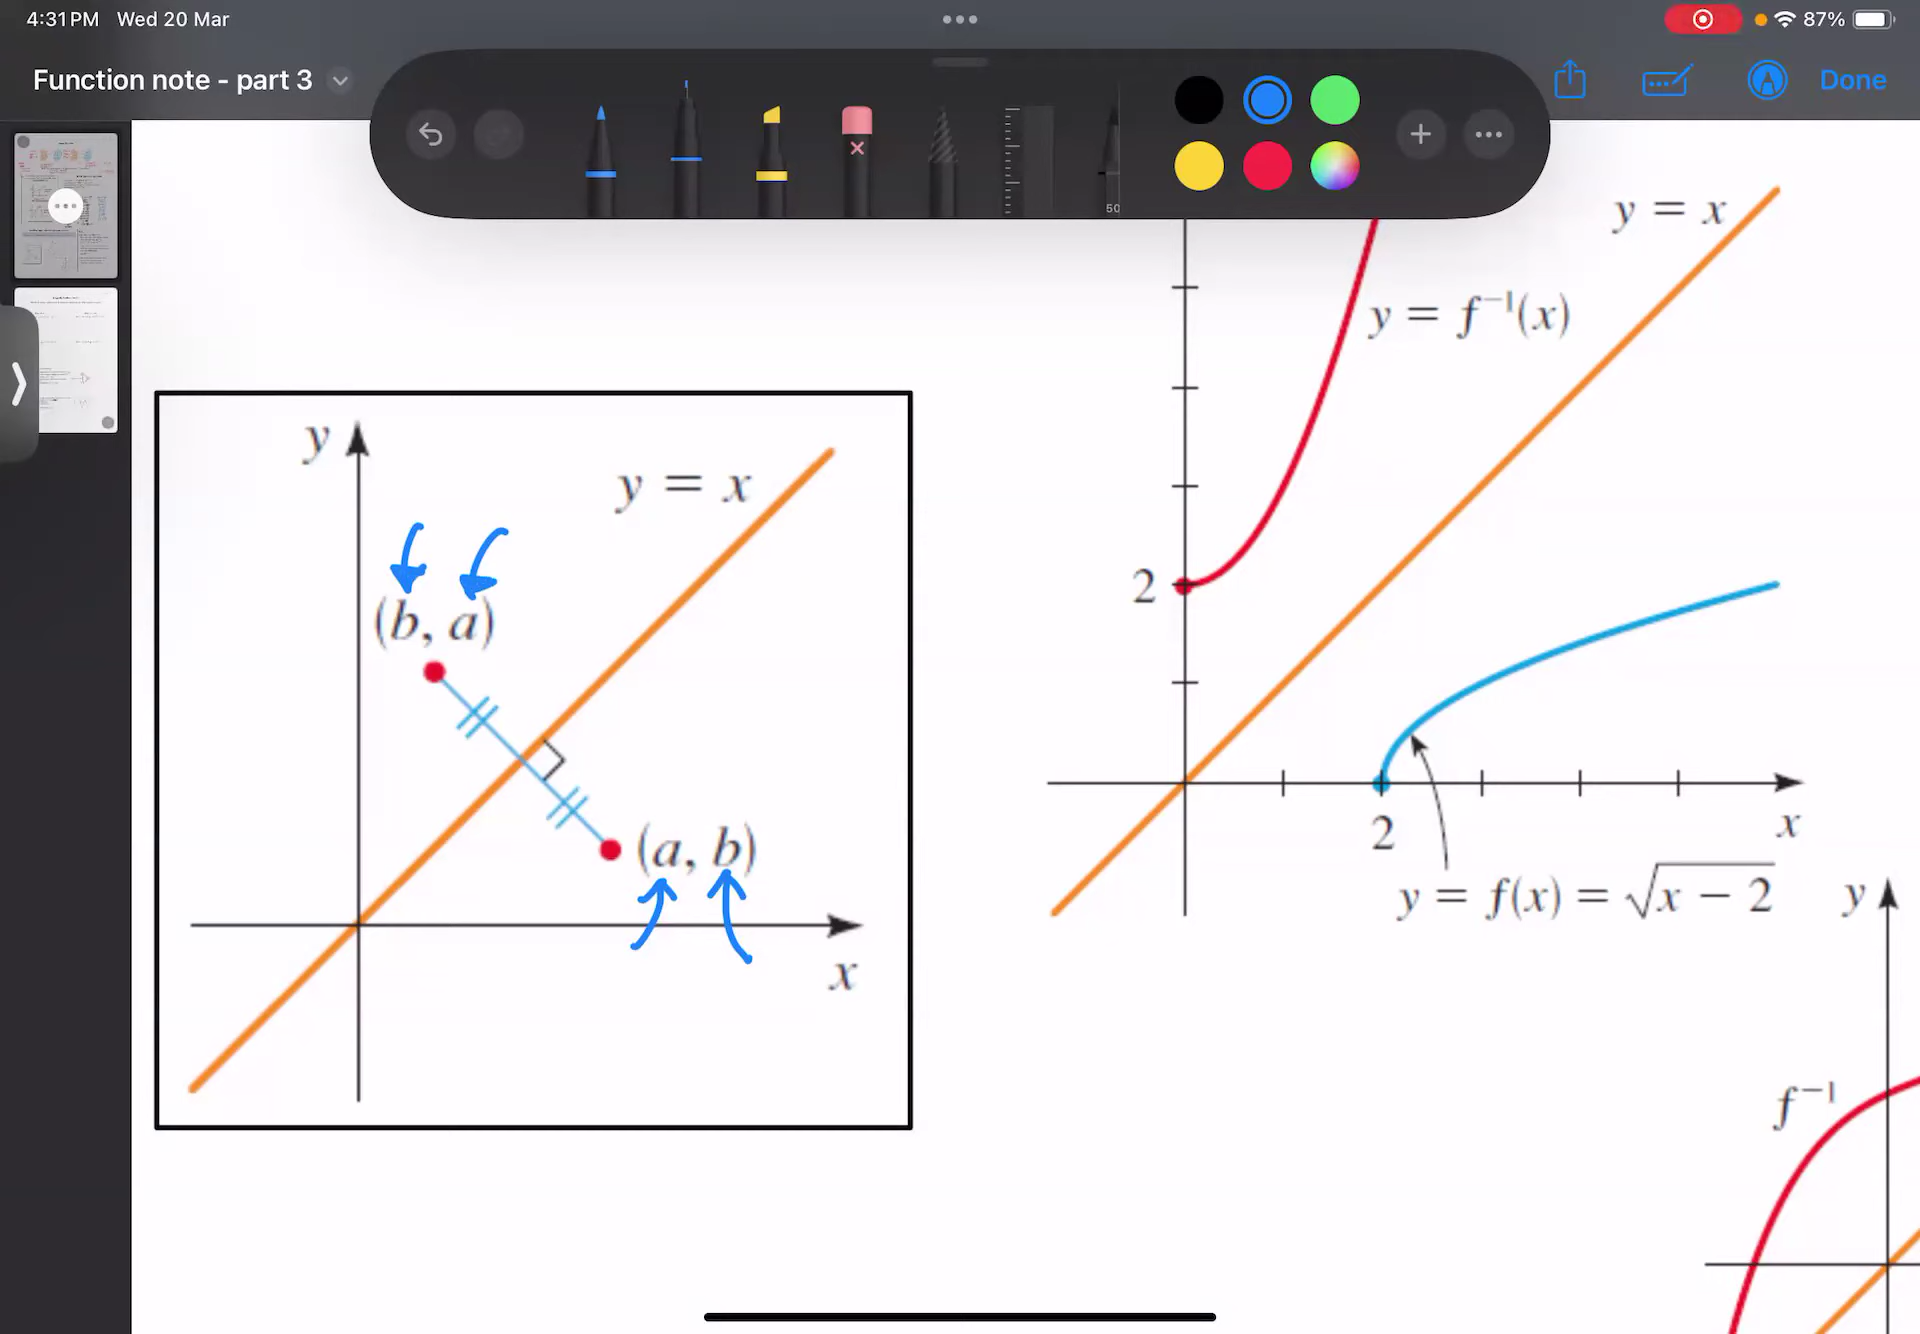 4:31 PM Wed 20 Mar
87%
Function note - part 3
Done
50
y = x
y = f⁻¹(x)
2
2
x
y = f(x) = √(x − 2)
y
y = x
(b, a)
(a, b)
x
y
f⁻¹